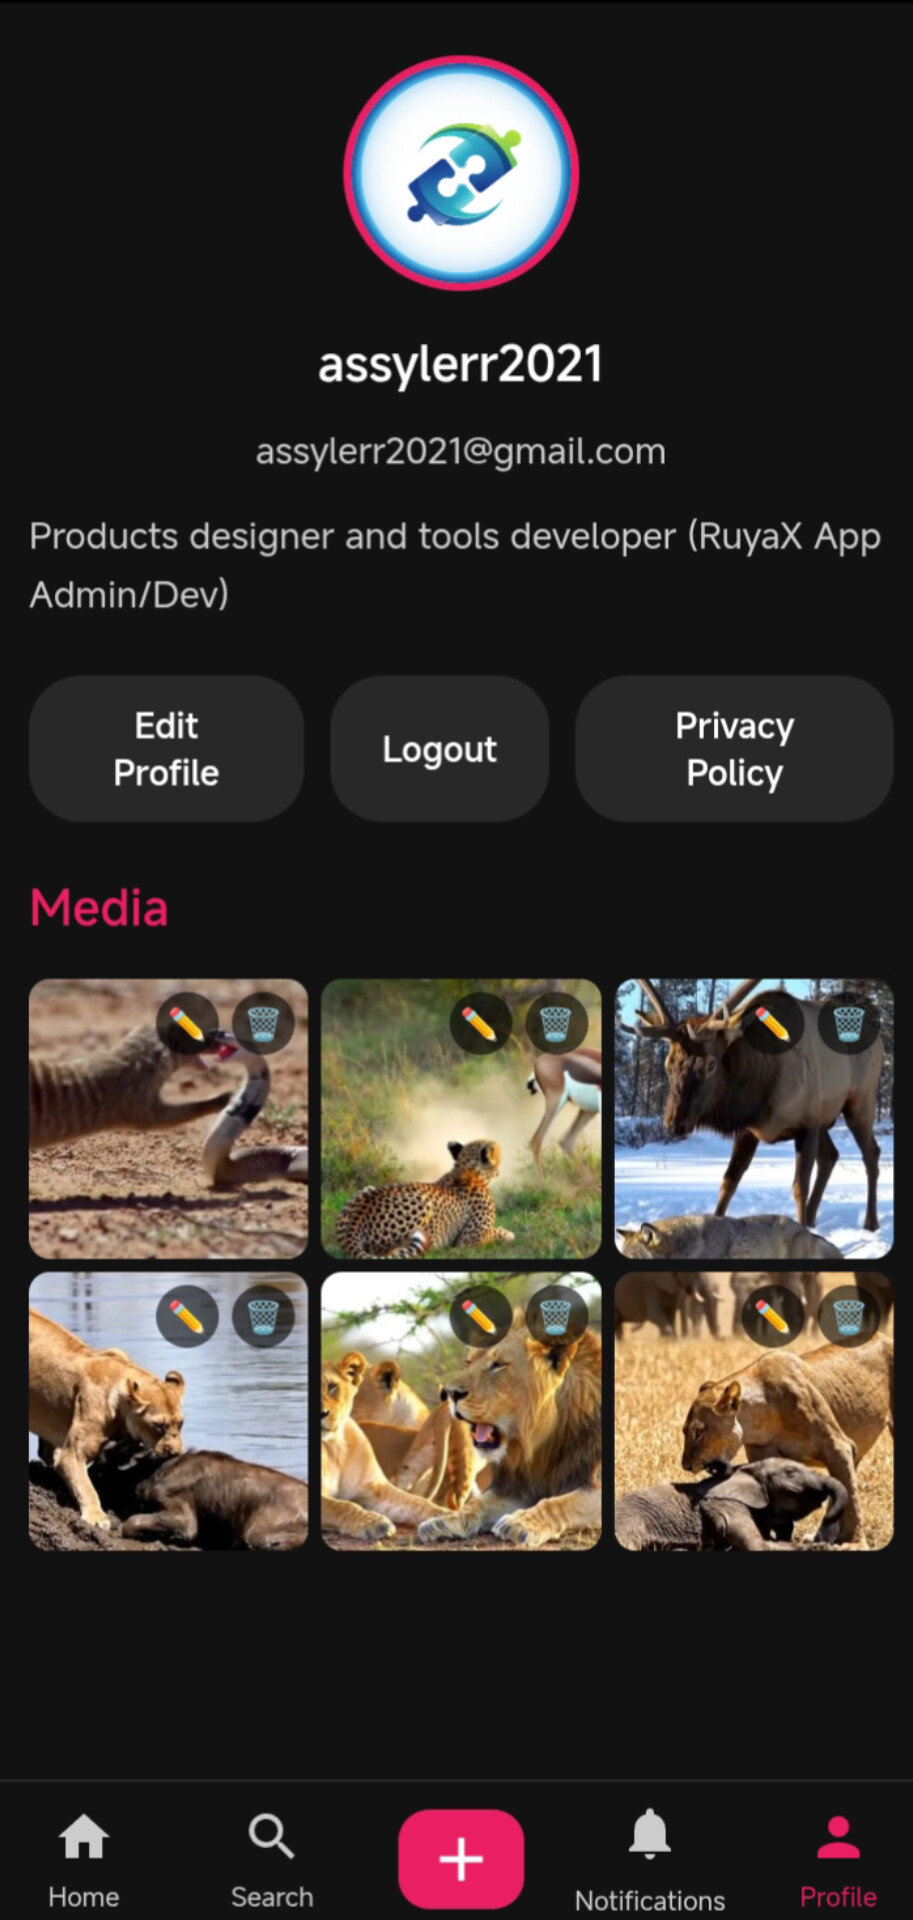 assylerr2021
assylerr2021@gmail.com
Products designer and tools developer (RuyaX App
Admin/Dev)
Edit
Profile
Logout
Privacy
Policy
Media
Home
Search
Notifications
Profile